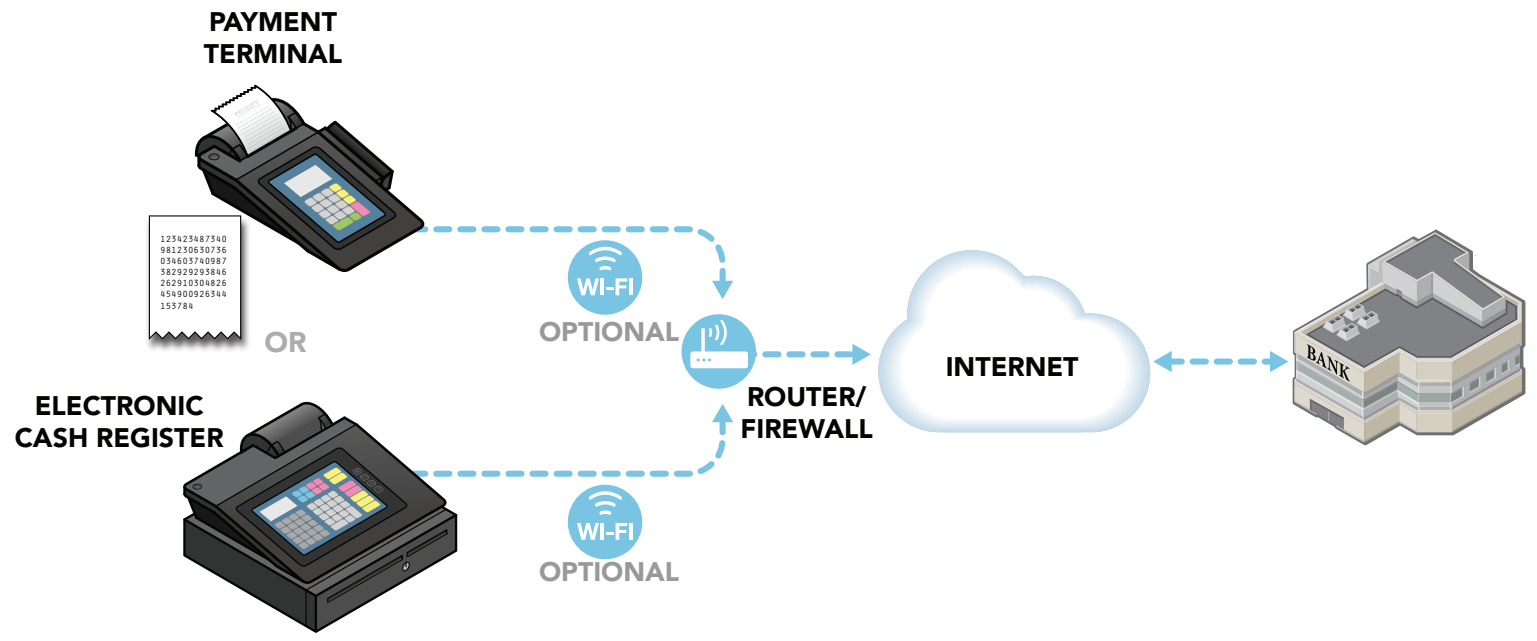 PAYMENT
TERMINAL
RECEIPT
123423487340
981230630736
034603740987
382929293846
262910304826
454900926344
153784
OR
WI-FI
OPTIONAL
ELECTRONIC
CASH REGISTER
WI-FI
OPTIONAL
ROUTER/
FIREWALL
INTERNET
BANK